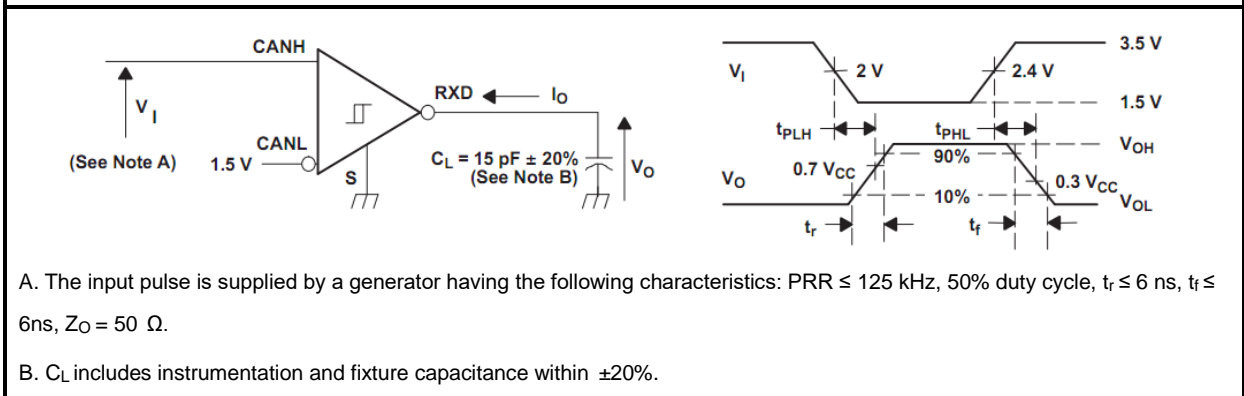 CANH
VI
(See Note A)
CANL
1.5 V
S
RXD
IO
CL = 15 pF ± 20%
(See Note B)
VO
VI
2 V
2.4 V
3.5 V
1.5 V
tPLH
tPHL
VOH
90%
0.7 VCC
VO
0.3 VCC
10%
VOL
tr
tf
A. The input pulse is supplied by a generator having the following characteristics: PRR ≤ 125 kHz, 50% duty cycle, tr ≤ 6 ns, tf ≤
6ns, ZO = 50 Ω.
B. CL includes instrumentation and fixture capacitance within ±20%.